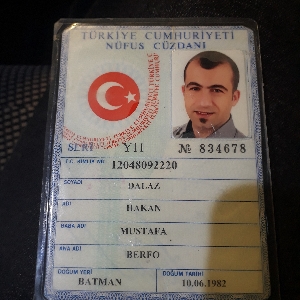 TÜRKİYE CUMHURİYETİ
NÜFUS CÜZDANI
SERİ Y11 № 834678
T.C. KİMLİK NO 12048092220
SOYADI
DALAZ
ADI
HAKAN
BABA ADI
MUSTAFA
ANA ADI
BERFO
DOĞUM YERİ DOĞUM TARİHİ
BATMAN 10.06.1982